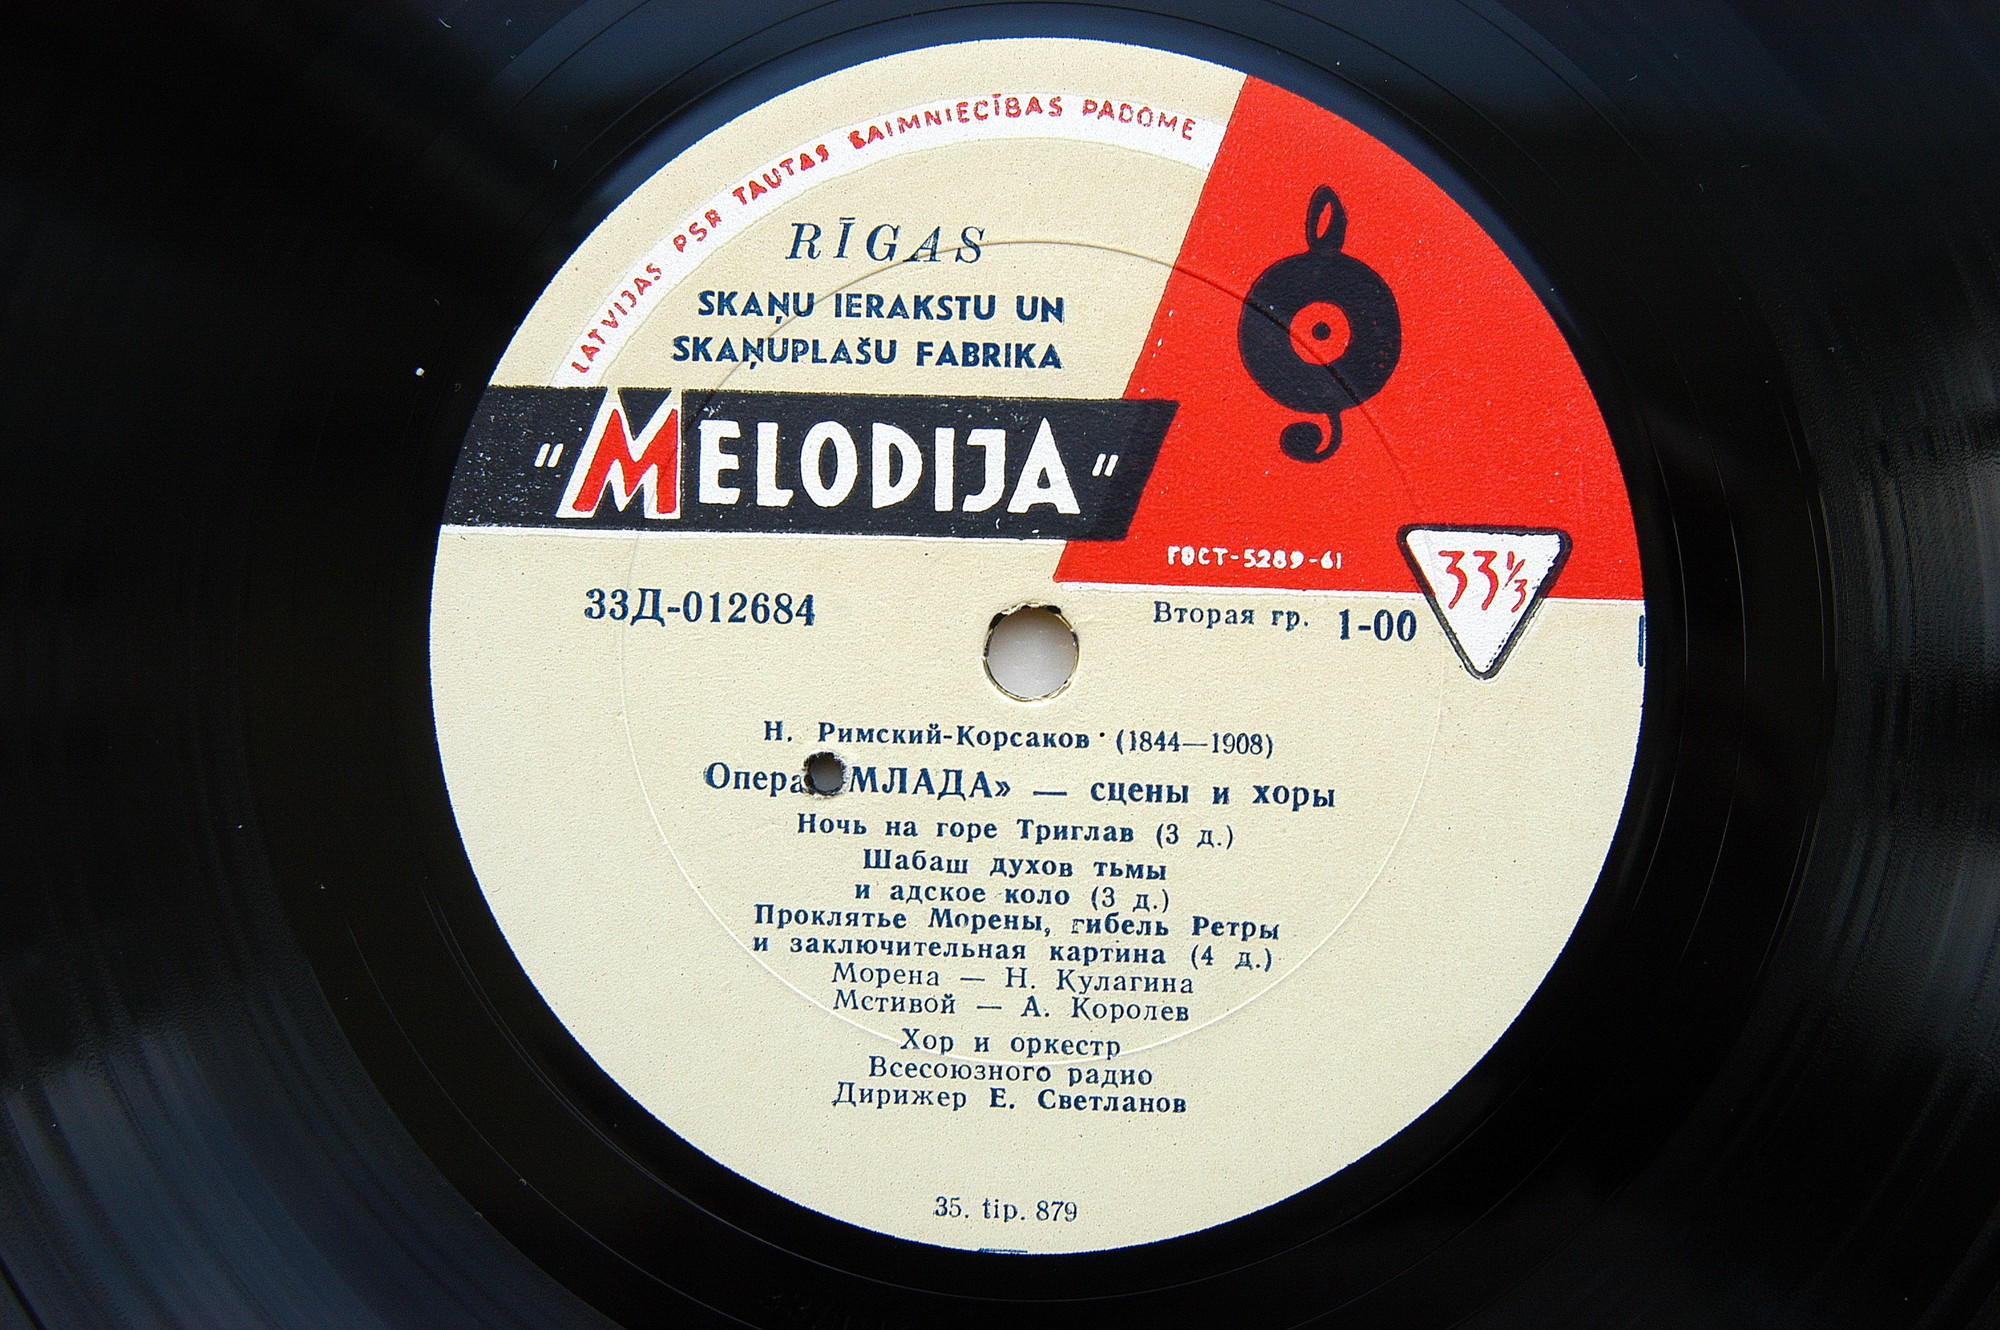 LATVIJAS PSR TAUTAS SAIMNIECĪBAS PADOME
RĪGAS
SKAŅU IERAKSTU UN
SKAŅUPLAŠU FABRIKA
"MELODIJA"
ГОСТ-5289-61
33⅓
33Д-012684
Вторая гр. 1-00
Н. Римский-Корсаков (1844—1908)
Опера МЛАДА» — сцены и хоры
Ночь на горе Триглав (3 д.)
Шабаш духов тьмы
и адское коло (3 д.)
Проклятье Морены, гибель Ретры
и заключительная картина (4 д.)
Морена — Н. Кулагина
Мстивой — А. Королев
Хор и оркестр
Всесоюзного радио
Дирижер Е. Светланов
35. tip. 879